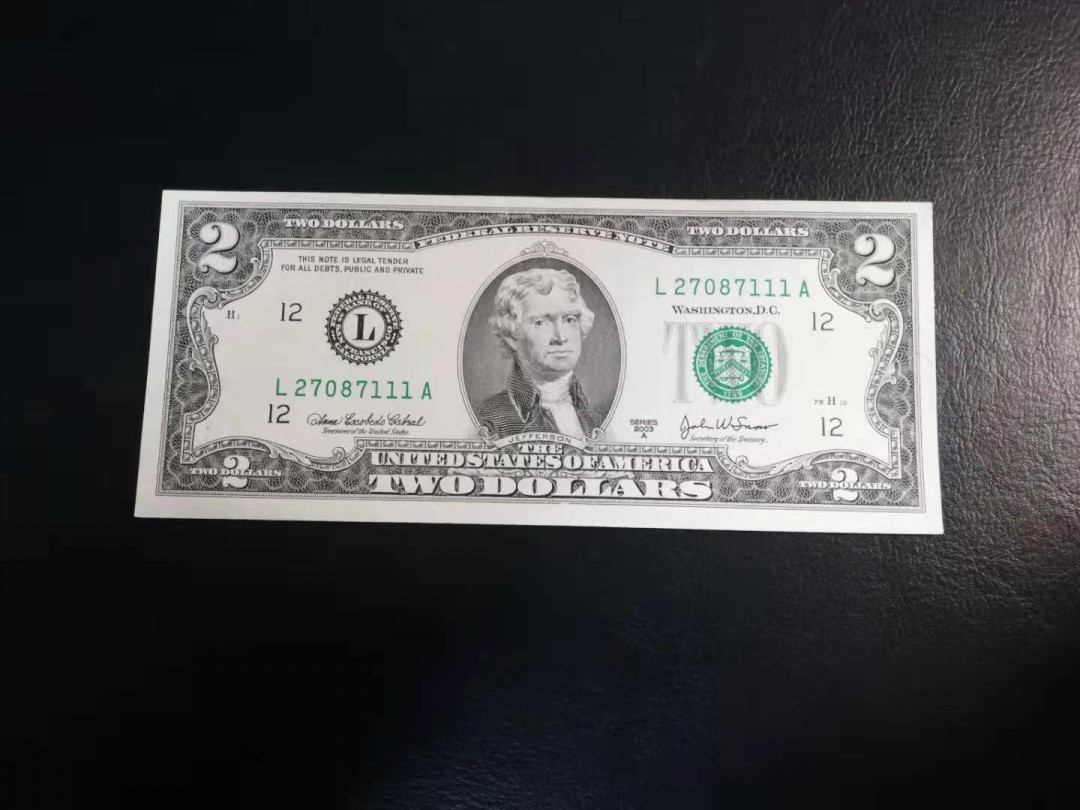 2 TWO DOLLARS FEDERAL RESERVE NOTE TWO DOLLARS 2
THIS NOTE IS LEGAL TENDER
FOR ALL DEBTS, PUBLIC AND PRIVATE
L 27087111 A
WASHINGTON, D.C.
12 L TWO 12
L 27087111 A
12 SERIES
2003
A 12
Treasurer of the United States.
Secretary of the Treasury.
JEFFERSON
THE
UNITED STATES OF AMERICA
TWO DOLLARS
2 TWO DOLLARS
2 TWO DOLLARS